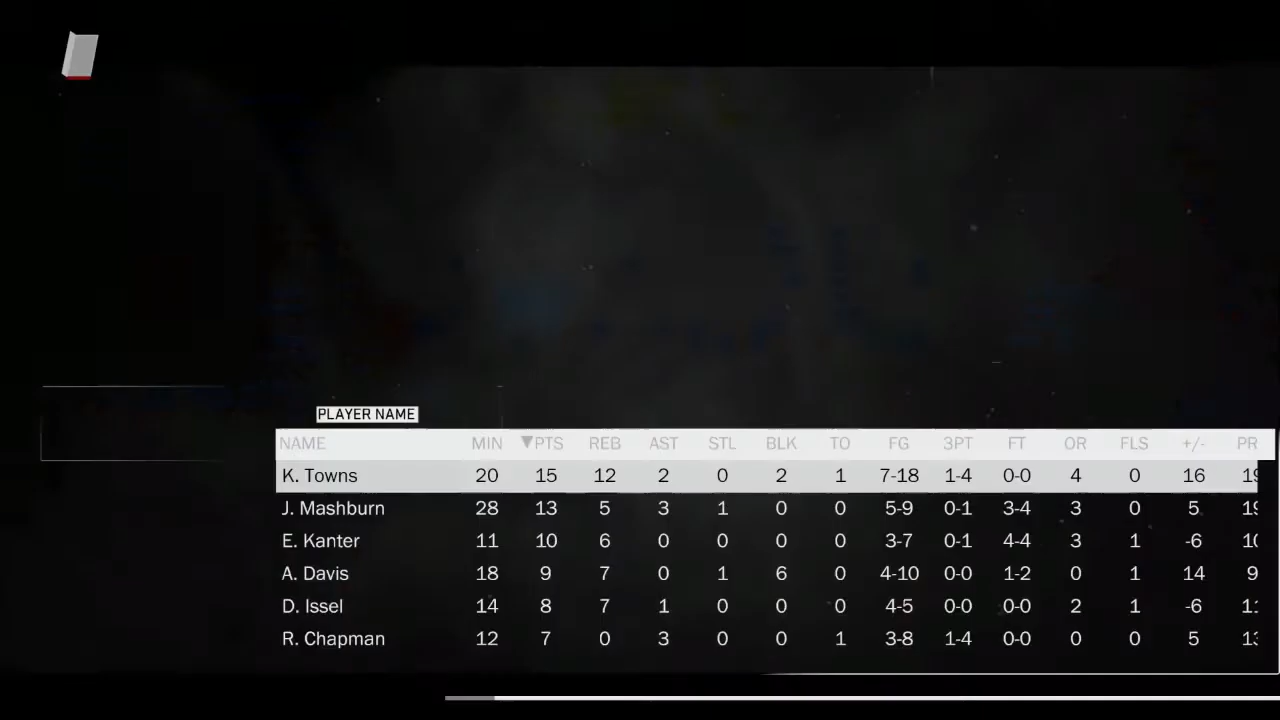 PLAYER NAME
NAME MIN ▼PTS REB AST STL BLK TO FG 3PT FT OR FLS +/- PR
K. Towns 20 15 12 2 0 2 1 7-18 1-4 0-0 4 0 16
J. Mashburn 28 13 5 3 1 0 0 5-9 0-1 3-4 3 0 5
E. Kanter 11 10 6 0 0 0 0 3-7 0-1 4-4 3 1 -6
A. Davis 18 9 7 0 1 6 0 4-10 0-0 1-2 0 1 14 9
D. Issel 14 8 7 1 0 0 0 4-5 0-0 0-0 2 1 -6
R. Chapman 12 7 0 3 0 0 1 3-8 1-4 0-0 0 0 5